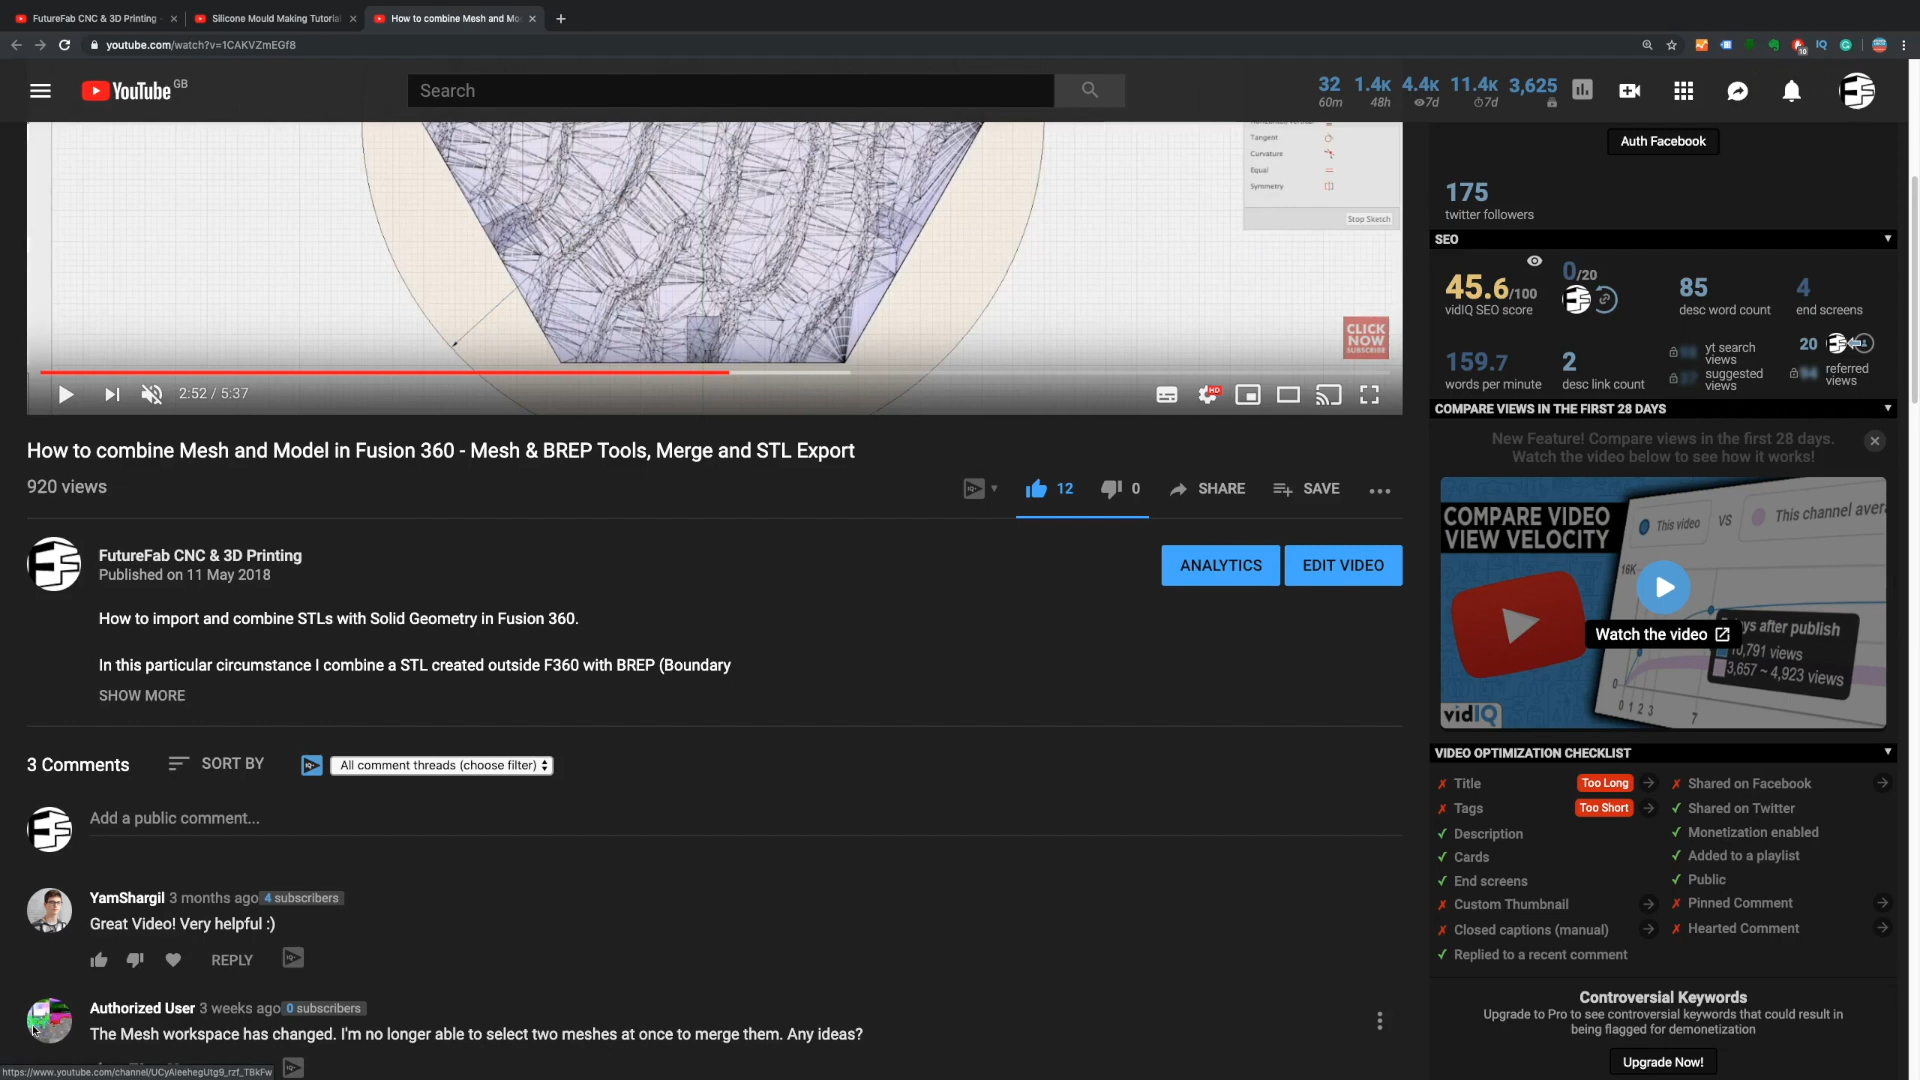 FutureFab CNC & 3D Printing
Silicone Mould Making Tutorial
How to combine Mesh and Mo
youtube.com/watch?v=1CAKVZmEGf8
10
YouTube GB
Search
32 1.4K 4.4K 11.4K 3,625
60m 48h 7d 7d
Tangent
Curvature
Equal
Symmetry
Stop Sketch
CLICK
NOW
SUBSCRIBE
2:52 / 5:37
HD
How to combine Mesh and Model in Fusion 360 - Mesh & BREP Tools, Merge and STL Export
920 views
12 0 SHARE SAVE
FutureFab CNC & 3D Printing
Published on 11 May 2018
ANALYTICS EDIT VIDEO
How to import and combine STLs with Solid Geometry in Fusion 360.
In this particular circumstance I combine a STL created outside F360 with BREP (Boundary
SHOW MORE
3 Comments SORT BY All comment threads (choose filter)
Add a public comment...
YamShargil 3 months ago 4 subscribers
Great Video! Very helpful :)
REPLY
Authorized User 3 weeks ago 0 subscribers
The Mesh workspace has changed. I'm no longer able to select two meshes at once to merge them. Any ideas?
https://www.youtube.com/channel/UCyAleehegUtg9_rzf_TBkFw
Auth Facebook
175
twitter followers
SEO
45.6/100
vidIQ SEO score
0/20
85
desc word count
4
end screens
159.7
words per minute
2
desc link count
yt search
views
suggested
views
20
referred
views
COMPARE VIEWS IN THE FIRST 28 DAYS
New Feature! Compare views in the first 28 days.
Watch the video below to see how it works!
COMPARE VIDEO
VIEW VELOCITY
This video VS This channel avera
16K
Watch the video
ys after publish
10,791 views
3,657 ~ 4,923 views
0
0 1 2 3 7
vidIQ
VIDEO OPTIMIZATION CHECKLIST
Title Too Long
Tags Too Short
Description
Cards
End screens
Custom Thumbnail
Closed captions (manual)
Replied to a recent comment
Shared on Facebook
Shared on Twitter
Monetization enabled
Added to a playlist
Public
Pinned Comment
Hearted Comment
Controversial Keywords
Upgrade to Pro to see controversial keywords that could result in
being flagged for demonetization
Upgrade Now!